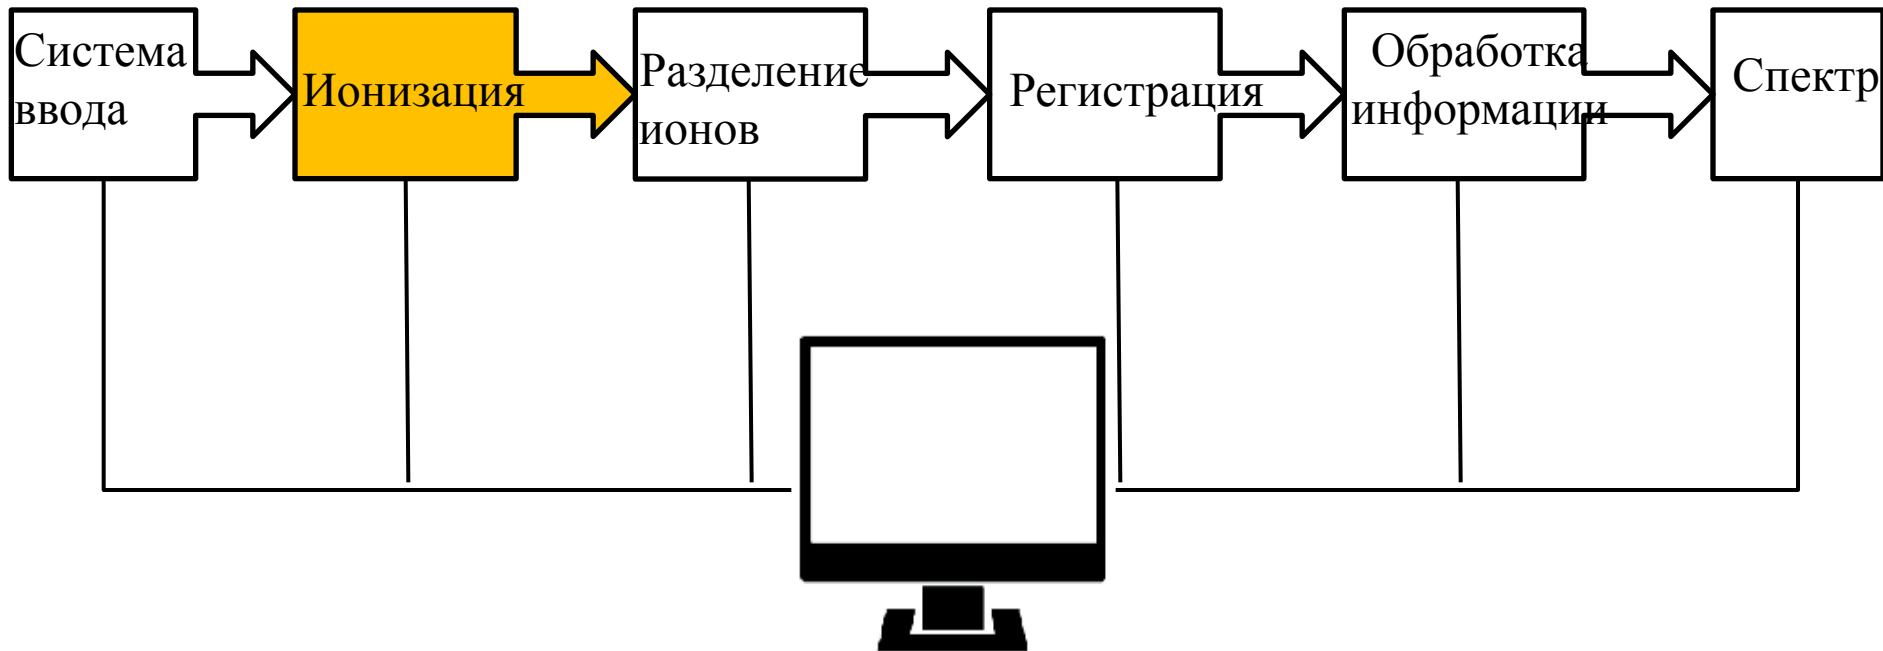 Система
ввода
Ионизация
Разделение
ионов
Регистрация
Обработка
информации
Спектр